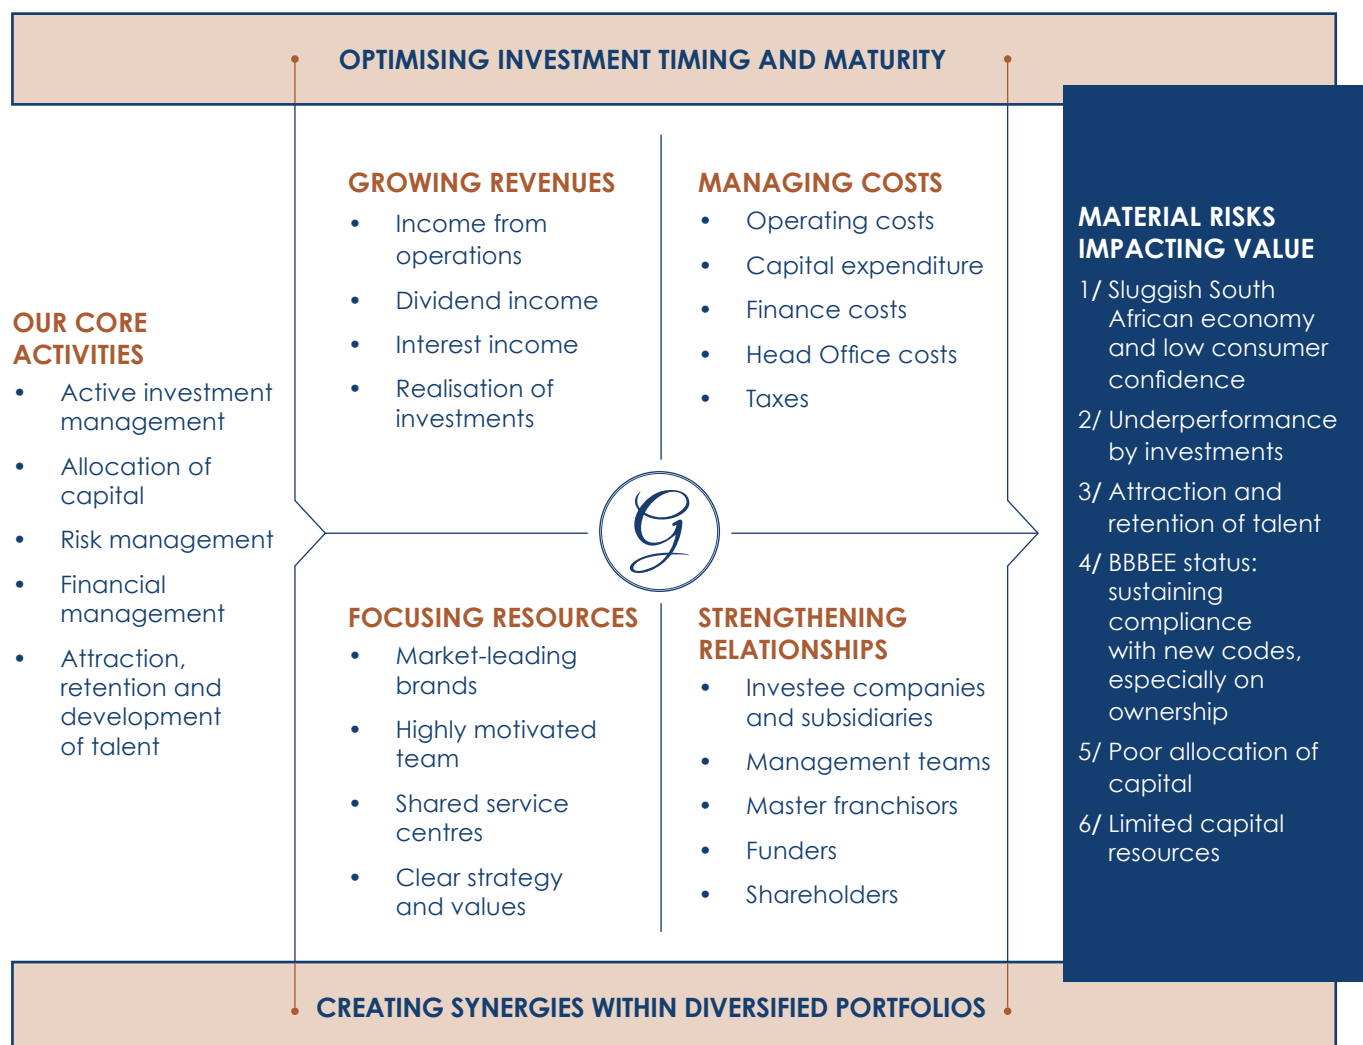 OPTIMISING INVESTMENT TIMING AND MATURITY
OUR CORE
ACTIVITIES
• Active investment
management
• Allocation of
capital
• Risk management
• Financial
management
• Attraction,
retention and
development
of talent
GROWING REVENUES
• Income from
operations
• Dividend income
• Interest income
• Realisation of
investments
MANAGING COSTS
• Operating costs
• Capital expenditure
• Finance costs
• Head Office costs
• Taxes
G
FOCUSING RESOURCES
• Market-leading
brands
• Highly motivated
team
• Shared service
centres
• Clear strategy
and values
STRENGTHENING
RELATIONSHIPS
• Investee companies
and subsidiaries
• Management teams
• Master franchisors
• Funders
• Shareholders
MATERIAL RISKS
IMPACTING VALUE
1/ Sluggish South
African economy
and low consumer
confidence
2/ Underperformance
by investments
3/ Attraction and
retention of talent
4/ BBBEE status:
sustaining
compliance
with new codes,
especially on
ownership
5/ Poor allocation of
capital
6/ Limited capital
resources
CREATING SYNERGIES WITHIN DIVERSIFIED PORTFOLIOS